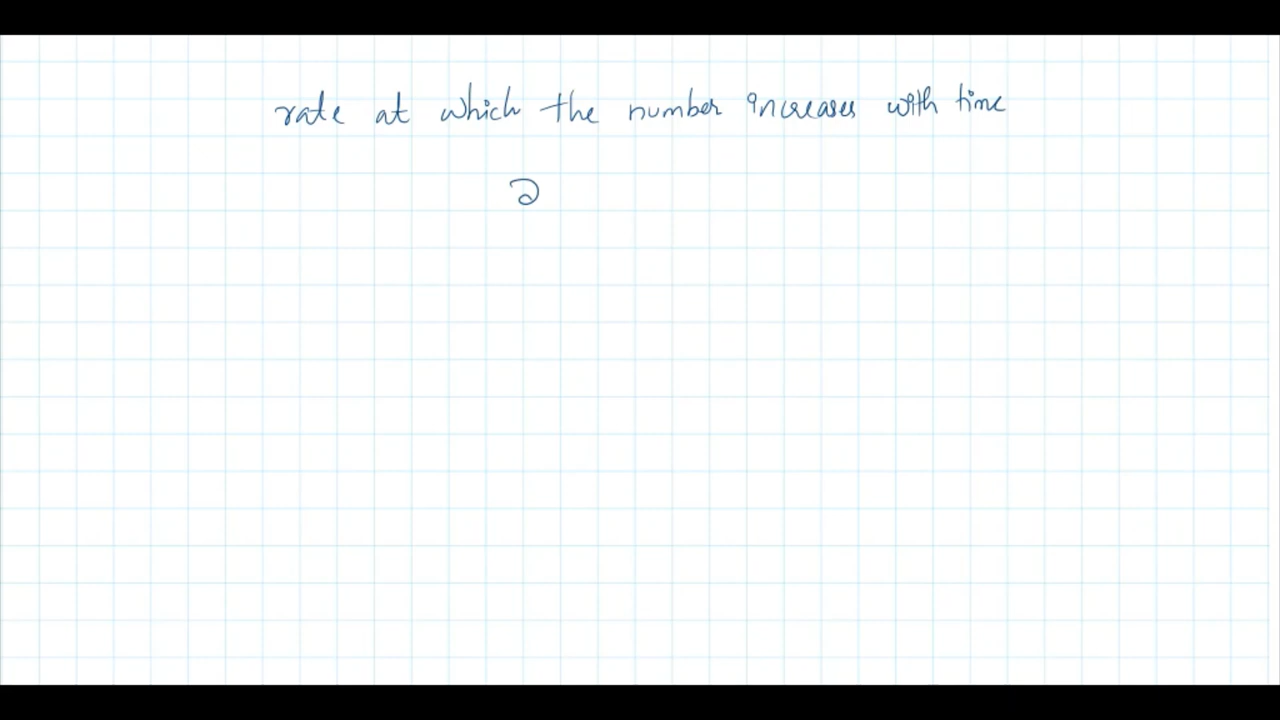 rate at which the number increases with time